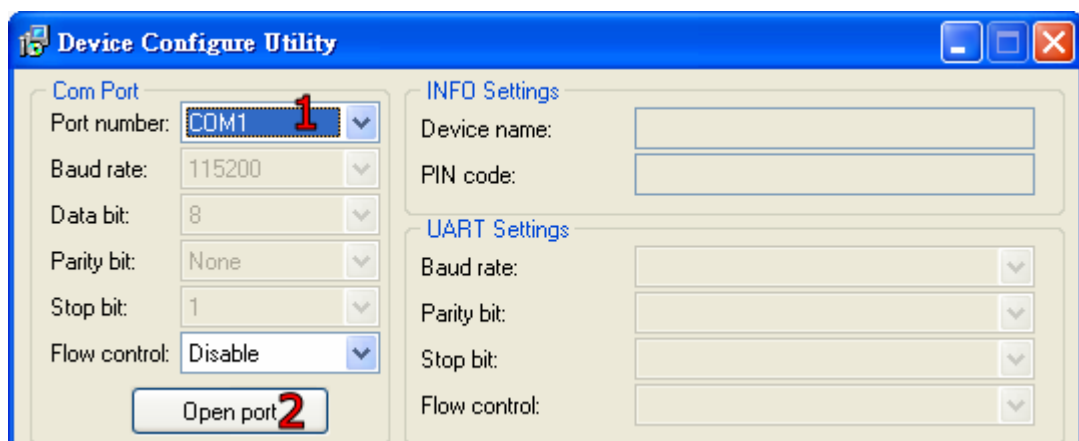 Device Configure Utility
Com Port
Port number: COM1 1
Baud rate: 115200
Data bit: 8
Parity bit: None
Stop bit: 1
Flow control: Disable
Open port 2
INFO Settings
Device name:
PIN code:
UART Settings
Baud rate:
Parity bit:
Stop bit:
Flow control: